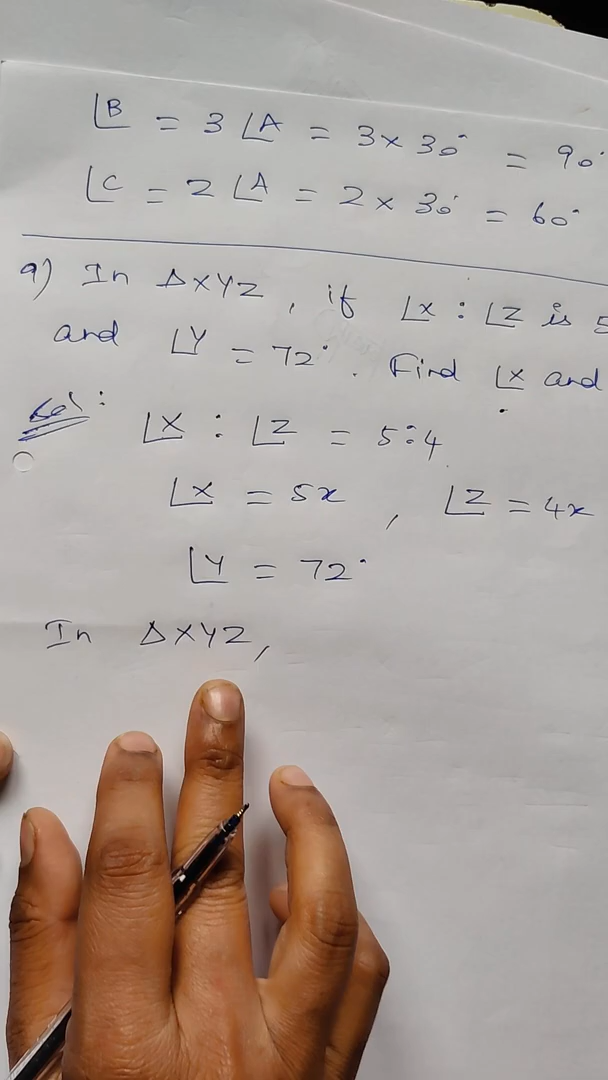 ∠B = 3 ∠A = 3 × 30° = 90°
∠C = 2 ∠A = 2 × 30° = 60°
9) In ΔXYZ, if ∠X : ∠Z is 5
and ∠Y = 72°. Find ∠X and
Sol:
∠X : ∠Z = 5:4
∠X = 5x, ∠Z = 4x
∠Y = 72°
In ΔXYZ,